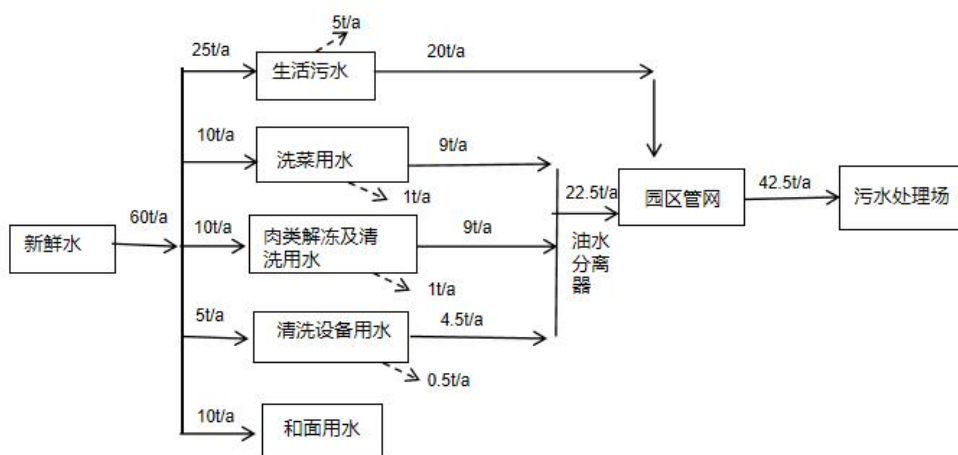 5t/a
25t/a
生活污水
20t/a
10t/a
洗菜用水
9t/a
1t/a
22.5t/a
园区管网
42.5t/a
污水处理场
新鲜水
60t/a
10t/a
肉类解冻及清
洗用水
9t/a
油水
分离
器
1t/a
5t/a
清洗设备用水
4.5t/a
0.5t/a
10t/a
和面用水